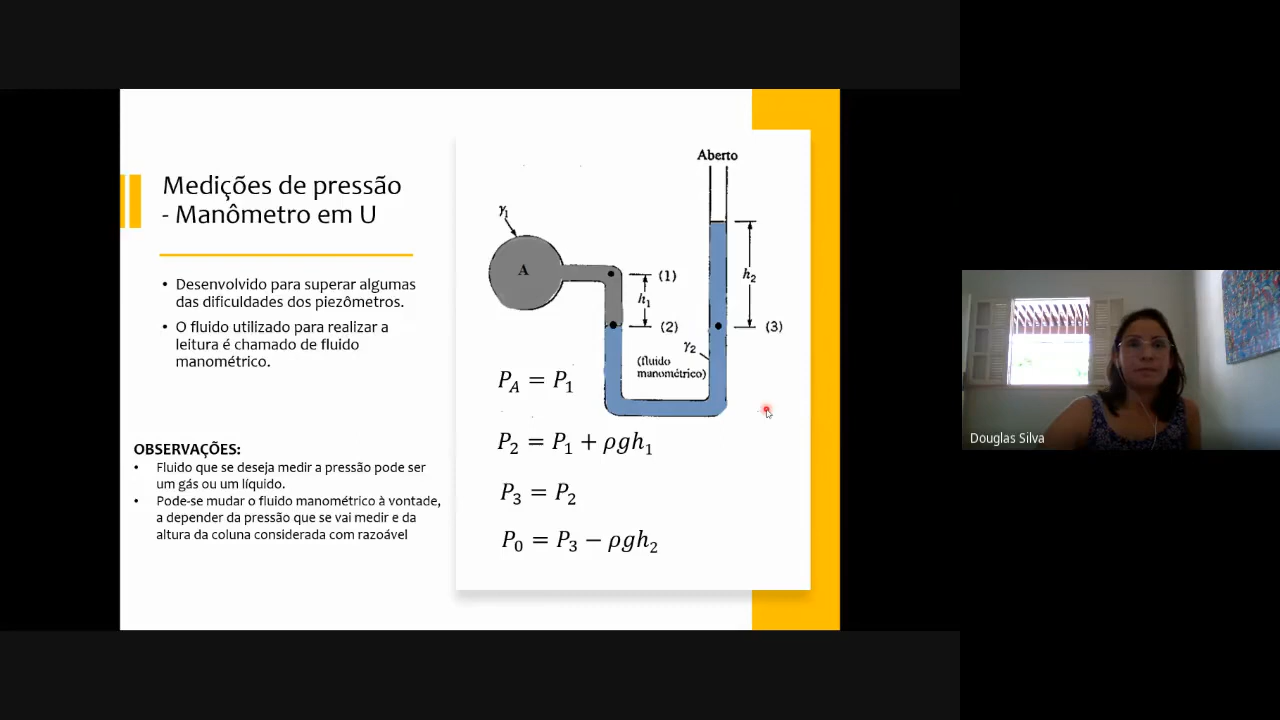 Medições de pressão
- Manômetro em U
• Desenvolvido para superar algumas
das dificuldades dos piezômetros.
• O fluido utilizado para realizar a
leitura é chamado de fluido
manométrico.
OBSERVAÇÕES:
• Fluido que se deseja medir a pressão pode ser
um gás ou um líquido.
• Pode-se mudar o fluido manométrico à vontade,
a depender da pressão que se vai medir e da
altura da coluna considerada com razoável
Aberto
γ₁
A
(1)
h₁
h₂
(2)
(3)
γ₂
(fluido
manométrico)
P_A = P₁
P₂ = P₁ + ρgh₁
P₃ = P₂
P₀ = P₃ − ρgh₂
Douglas Silva